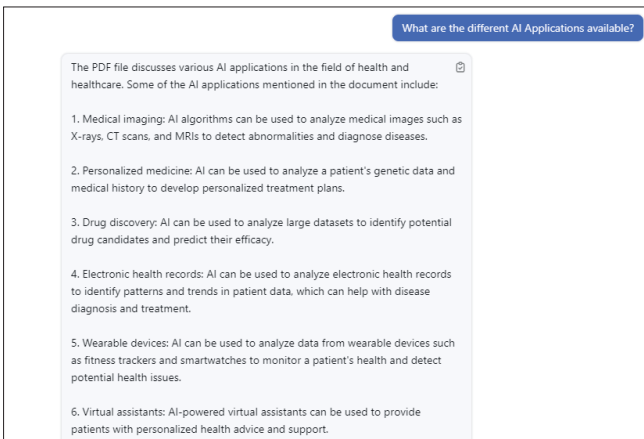 What are the different AI Applications available?
The PDF file discusses various AI applications in the field of health and
healthcare. Some of the AI applications mentioned in the document include:
1. Medical imaging: AI algorithms can be used to analyze medical images such as
X-rays, CT scans, and MRIs to detect abnormalities and diagnose diseases.
2. Personalized medicine: AI can be used to analyze a patient's genetic data and
medical history to develop personalized treatment plans.
3. Drug discovery: AI can be used to analyze large datasets to identify potential
drug candidates and predict their efficacy.
4. Electronic health records: AI can be used to analyze electronic health records
to identify patterns and trends in patient data, which can help with disease
diagnosis and treatment.
5. Wearable devices: AI can be used to analyze data from wearable devices such
as fitness trackers and smartwatches to monitor a patient's health and detect
potential health issues.
6. Virtual assistants: AI-powered virtual assistants can be used to provide
patients with personalized health advice and support.